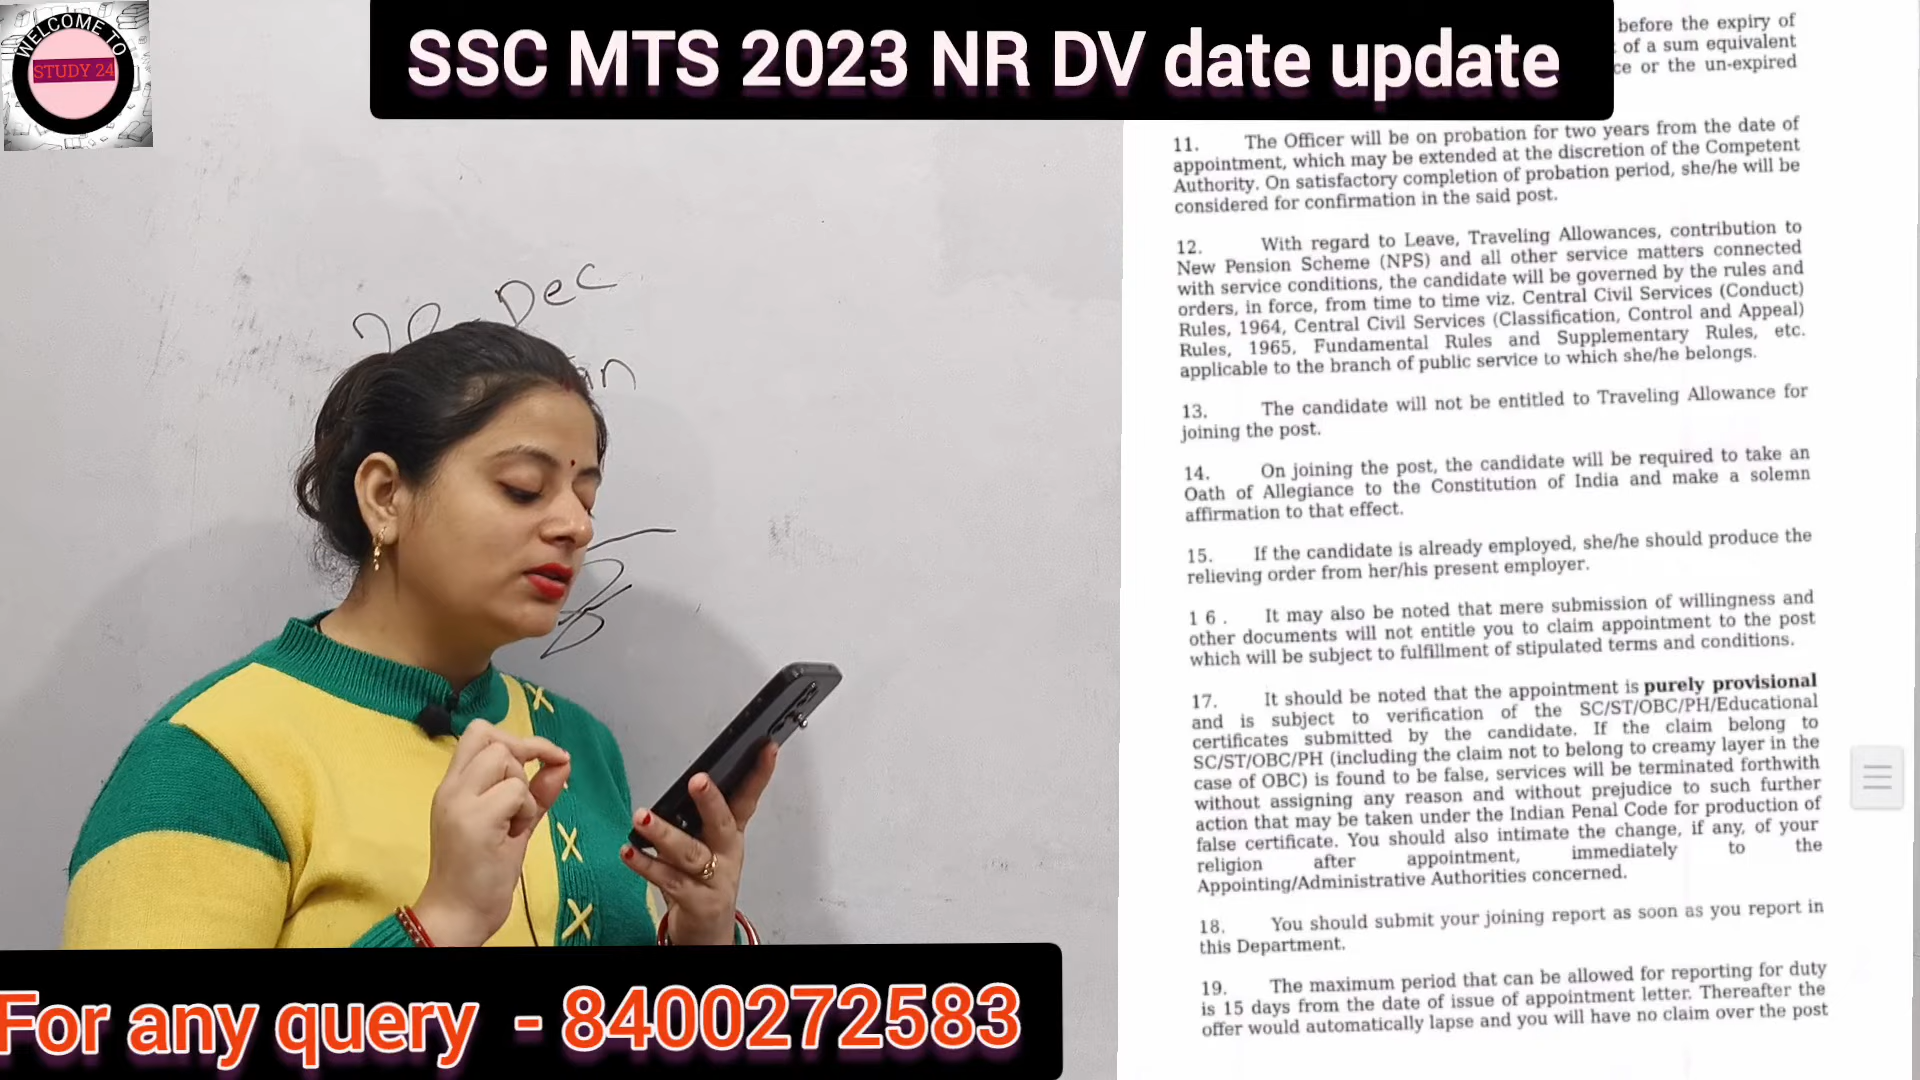 WELCOME TO
STUDY 24
SSC MTS 2023 NR DV date update
before the expiry of
of a sum equivalent
ce or the un-expired
11. The Officer will be on probation for two years from the date of
appointment, which may be extended at the discretion of the Competent
Authority. On satisfactory completion of probation period, she/he will be
considered for confirmation in the said post.
12. With regard to Leave, Traveling Allowances, contribution to
New Pension Scheme (NPS) and all other service matters connected
with service conditions, the candidate will be governed by the rules and
orders, in force, from time to time viz. Central Civil Services (Conduct)
Rules, 1964, Central Civil Services (Classification, Control and Appeal)
Rules, 1965, Fundamental Rules and Supplementary Rules, etc.
applicable to the branch of public service to which she/he belongs.
13. The candidate will not be entitled to Traveling Allowance for
joining the post.
14. On joining the post, the candidate will be required to take an
Oath of Allegiance to the Constitution of India and make a solemn
affirmation to that effect.
15. If the candidate is already employed, she/he should produce the
relieving order from her/his present employer.
16. It may also be noted that mere submission of willingness and
other documents will not entitle you to claim appointment to the post
which will be subject to fulfillment of stipulated terms and conditions.
17. It should be noted that the appointment is purely provisional
and is subject to verification of the SC/ST/OBC/PH/Educational
certificates submitted by the candidate. If the claim belong to
SC/ST/OBC/PH (including the claim not to belong to creamy layer in the
case of OBC) is found to be false, services will be terminated forthwith
without assigning any reason and without prejudice to such further
action that may be taken under the Indian Penal Code for production of
false certificate. You should also intimate the change, if any, of your
religion after appointment, immediately to the
Appointing/Administrative Authorities concerned.
18. You should submit your joining report as soon as you report in
this Department.
19. The maximum period that can be allowed for reporting for duty
is 15 days from the date of issue of appointment letter. Thereafter the
offer would automatically lapse and you will have no claim over the post
Dec
For any query - 8400272583